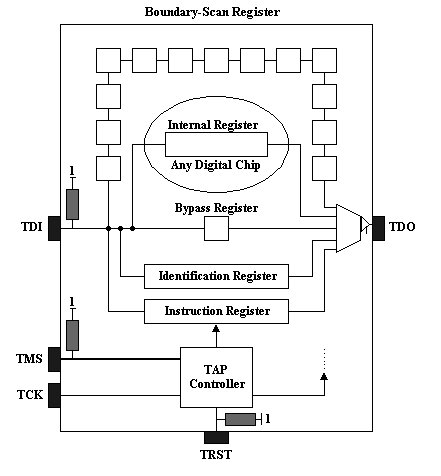 Boundary-Scan Register
Internal Register
Any Digital Chip
1
Bypass Register
TDI
TDO
Identification Register
1
Instruction Register
TMS
TAP
Controller
TCK
1
TRST